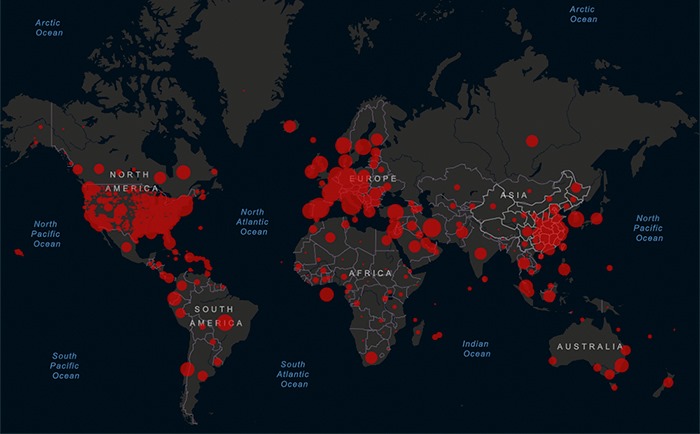 Arctic
Ocean
Arctic
Ocean
NORTH
AMERICA
EUROPE
ASIA
North
Pacific
Ocean
North
Atlantic
Ocean
North
Pacific
Ocean
AFRICA
SOUTH
AMERICA
Indian
Ocean
AUSTRALIA
South
Pacific
Ocean
South
Atlantic
Ocean